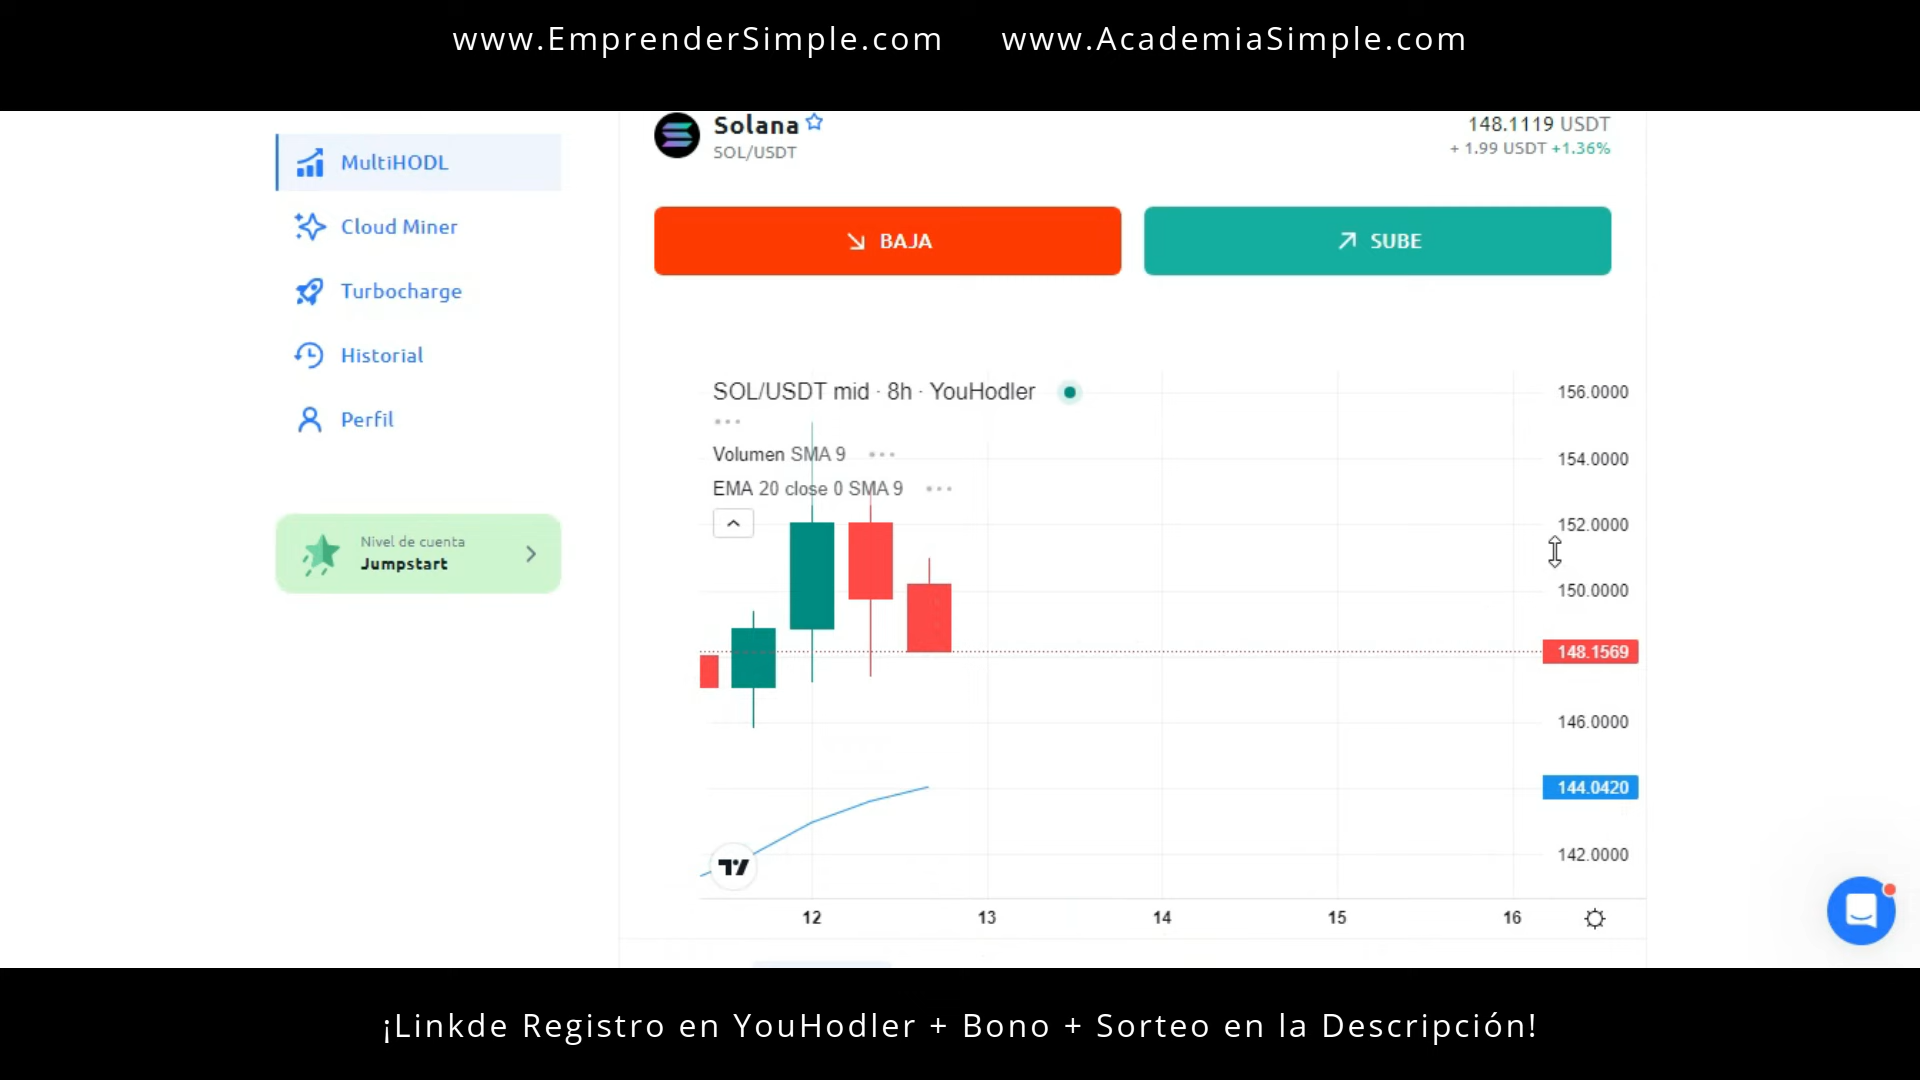 www.EmprenderSimple.com www.AcademiaSimple.com
MultiHODL
Cloud Miner
Turbocharge
Historial
Perfil
Nivel de cuenta
Jumpstart
Solana
SOL/USDT
148.1119 USDT
+ 1.99 USDT +1.36%
BAJA
SUBE
SOL/USDT mid · 8h · YouHodler
Volumen SMA 9
EMA 20 close 0 SMA 9
156.0000
154.0000
152.0000
150.0000
148.1569
146.0000
144.0420
142.0000
12 13 14 15 16
¡Linkde Registro en YouHodler + Bono + Sorteo en la Descripción!